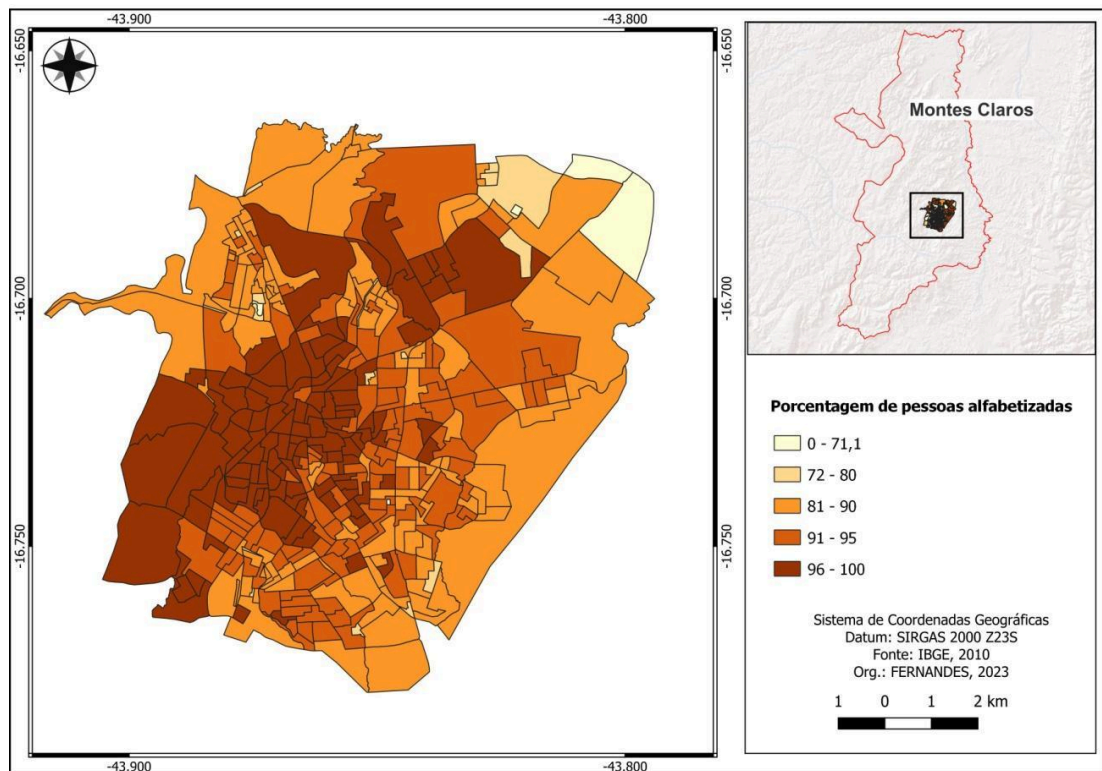 -43.900
-43.800
-16.650
-16.650
-16.700
-16.700
-16.750
-16.750
-43.900
-43.800
Montes Claros
Porcentagem de pessoas alfabetizadas
0 - 71,1
72 - 80
81 - 90
91 - 95
96 - 100
Sistema de Coordenadas Geográficas
Datum: SIRGAS 2000 Z23S
Fonte: IBGE, 2010
Org.: FERNANDES, 2023
1 0 1 2 km